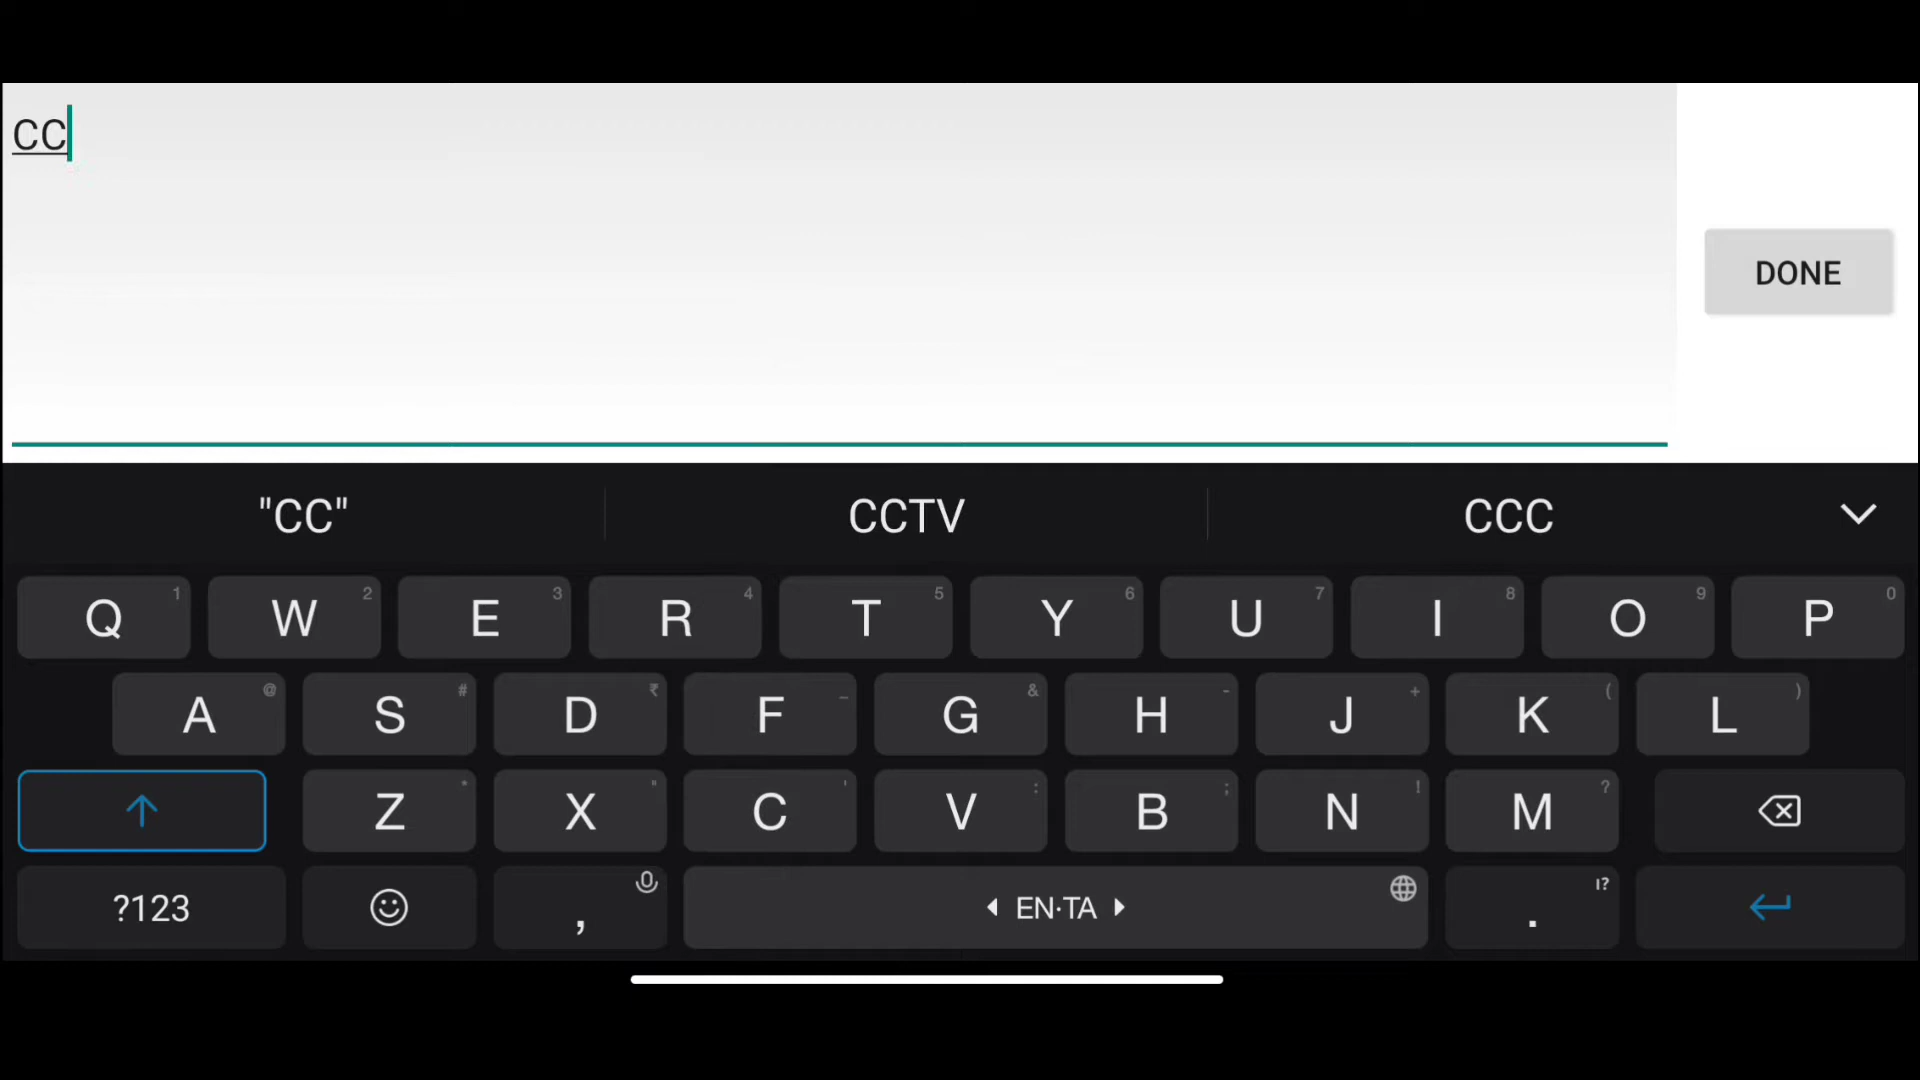 CC
DONE
"CC" CCTV CCC
Q 1 W 2 E 3 R 4 T 5 Y 6 U 7 I 8 O 9 P 0
A @ S # D ₹ F _ G & H - J + K ( L )
Z * X " C ' V : B ; N ! M ?
?123 , EN·TA . !?